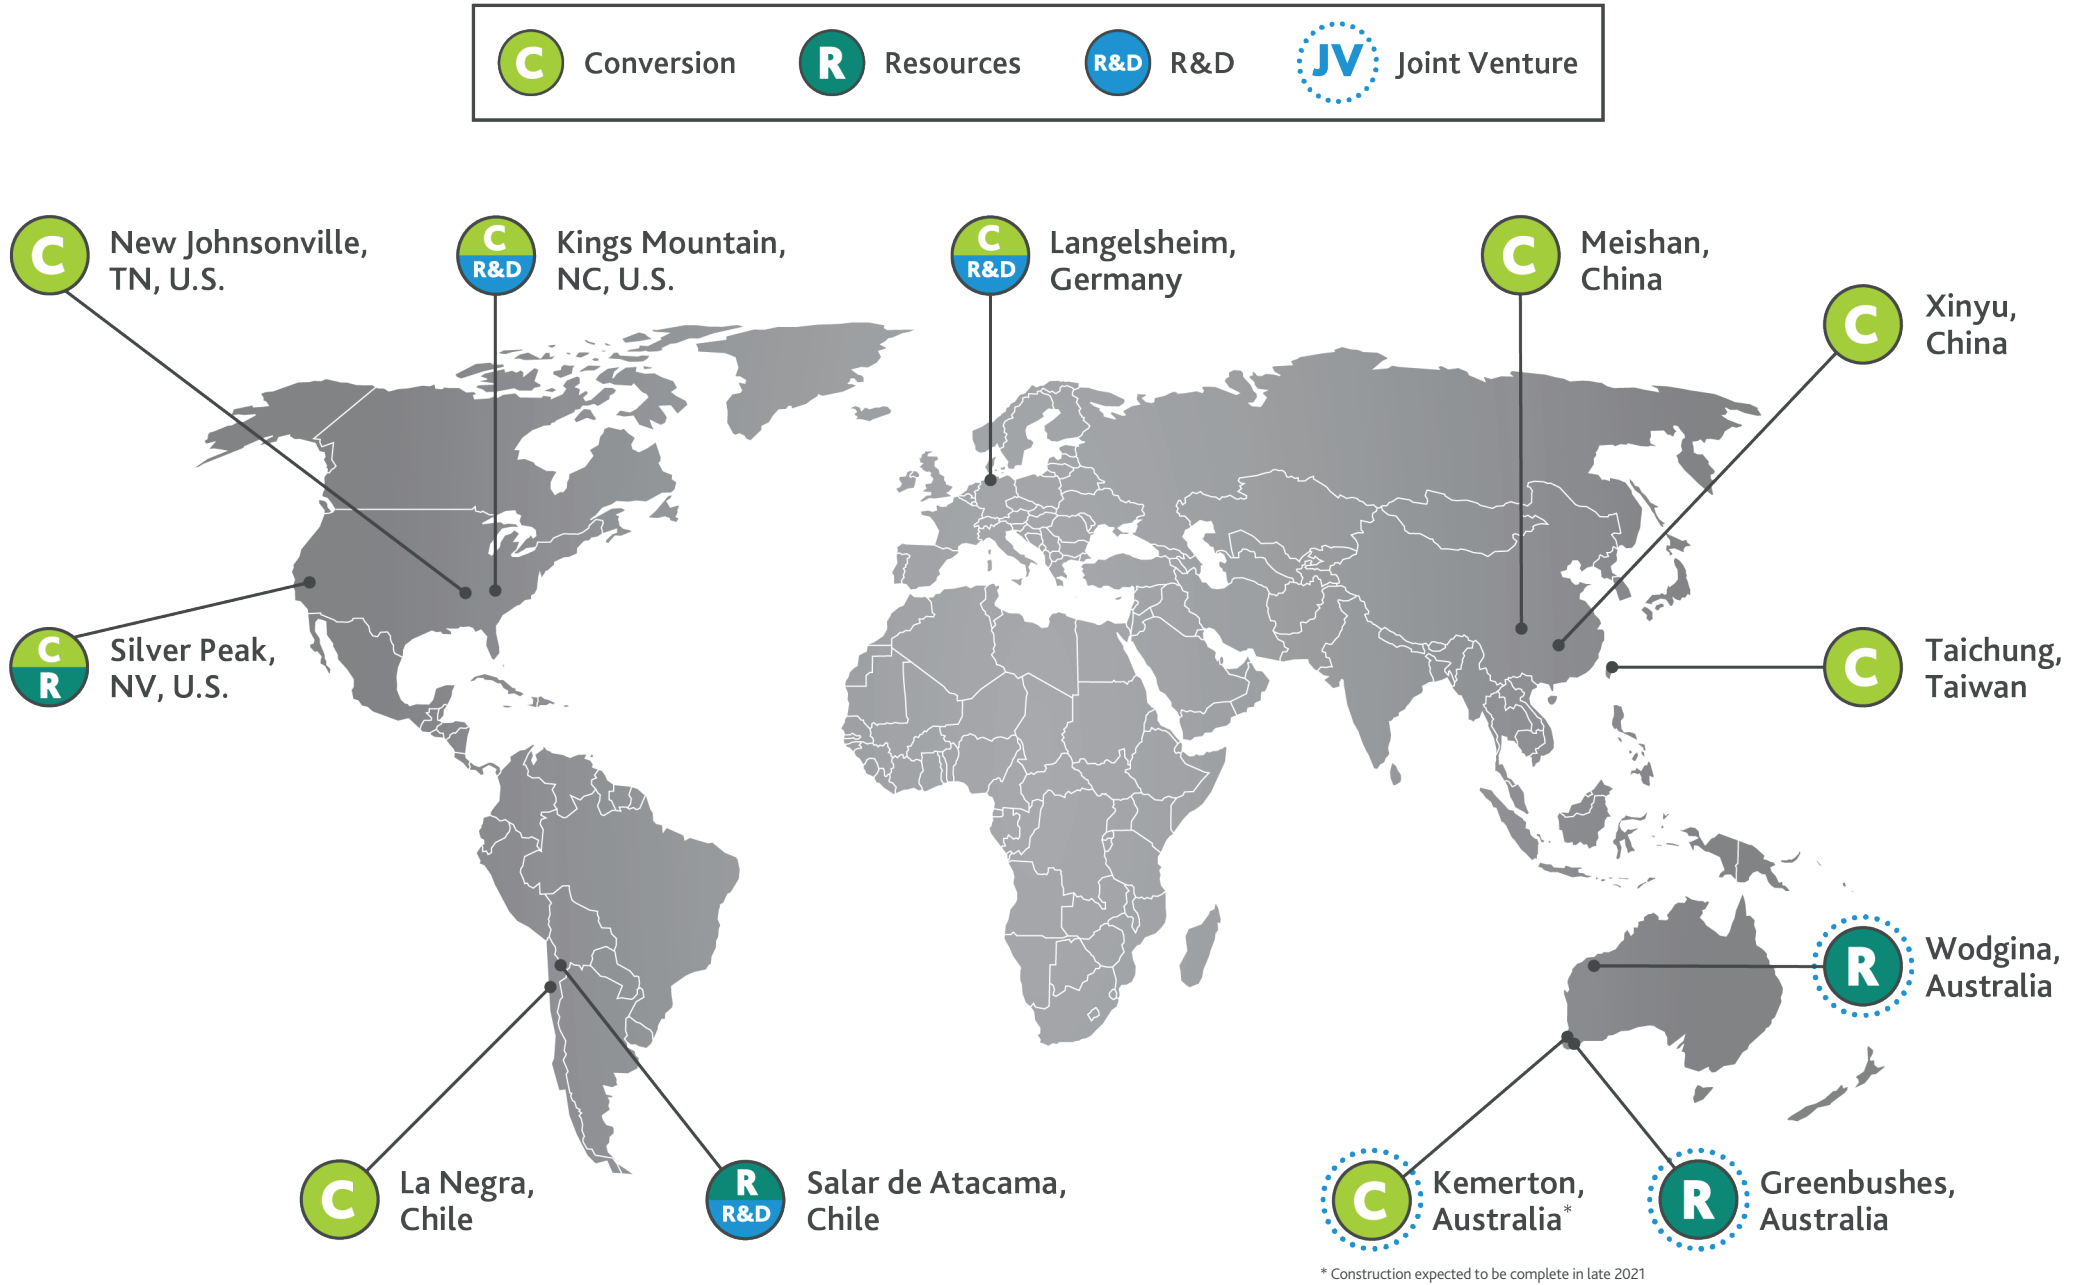 C Conversion R Resources R&D R&D JV Joint Venture
C New Johnsonville,
TN, U.S.
C
R&D
Kings Mountain,
NC, U.S.
C
R&D
Langelsheim,
Germany
C Meishan,
China
C Xinyu,
China
C
R
Silver Peak,
NV, U.S.
C Taichung,
Taiwan
R Wodgina,
Australia
C La Negra,
Chile
R
R&D
Salar de Atacama,
Chile
C Kemerton,
Australia*
R Greenbushes,
Australia
* Construction expected to be complete in late 2021